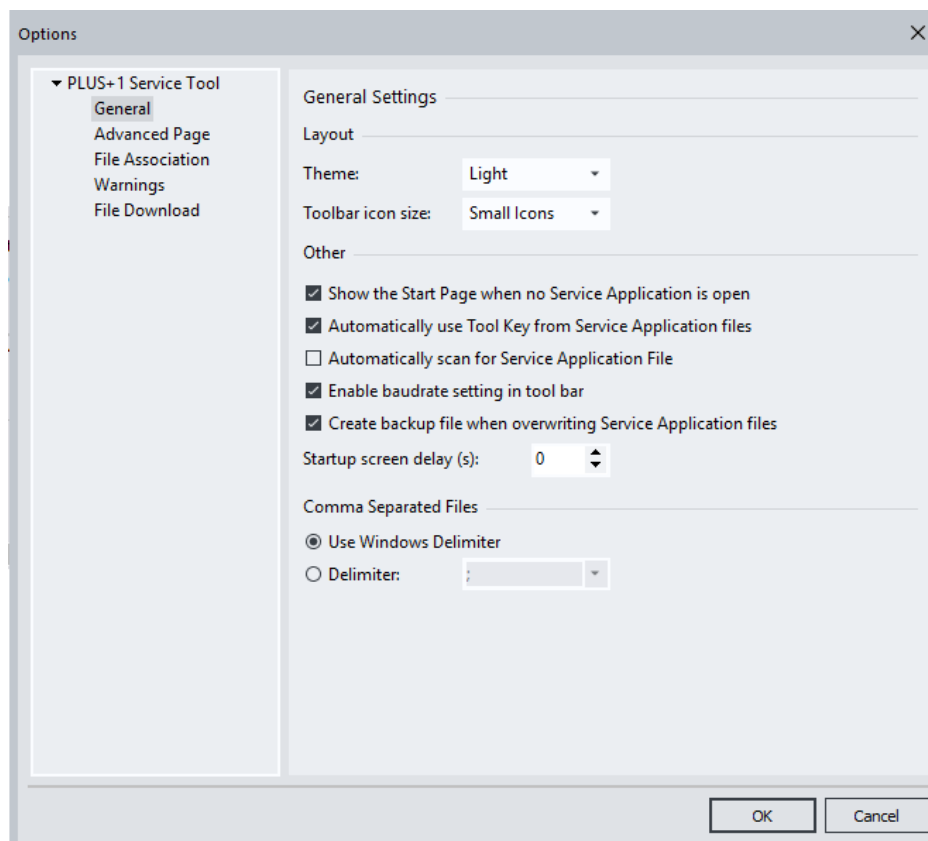 Options
PLUS+1 Service Tool
General
Advanced Page
File Association
Warnings
File Download
General Settings
Layout
Theme: Light
Toolbar icon size: Small Icons
Other
Show the Start Page when no Service Application is open
Automatically use Tool Key from Service Application files
Automatically scan for Service Application File
Enable baudrate setting in tool bar
Create backup file when overwriting Service Application files
Startup screen delay (s): 0
Comma Separated Files
Use Windows Delimiter
Delimiter: ;
OK Cancel